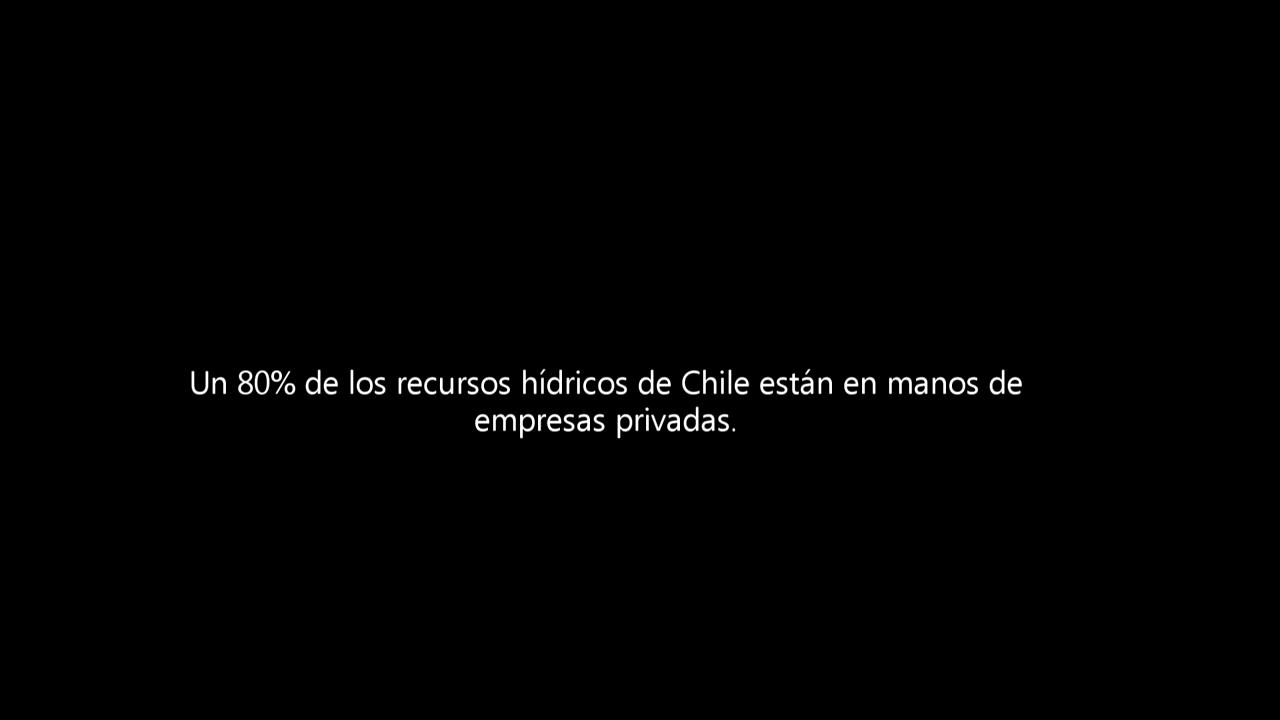 Un 80% de los recursos hídricos de Chile están en manos de
empresas privadas.